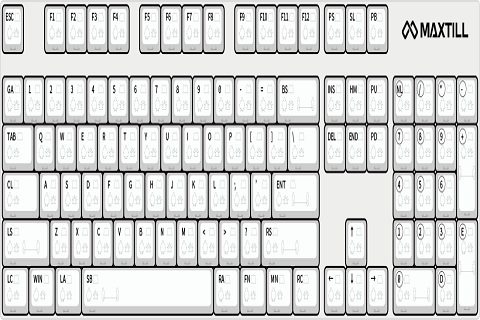 ESC F1 F2 F3 F4 F5 F6 F7 F8 F9 F10 F11 F12 PS SL PB MAXTILL
GA 1 2 3 4 5 6 7 8 9 0 - = BS INS HM PU NL / * -
TAB Q W E R T Y U I O P [ ] \ DEL END PD 7 8 9 +
CL A S D F G H J K L ; ' ENT 4 5 6
LS Z X C V B N M < > ? RS ↑ 1 2 3 E
LC WIN LA SB RA FN MN RC ← ↓ → 0 D